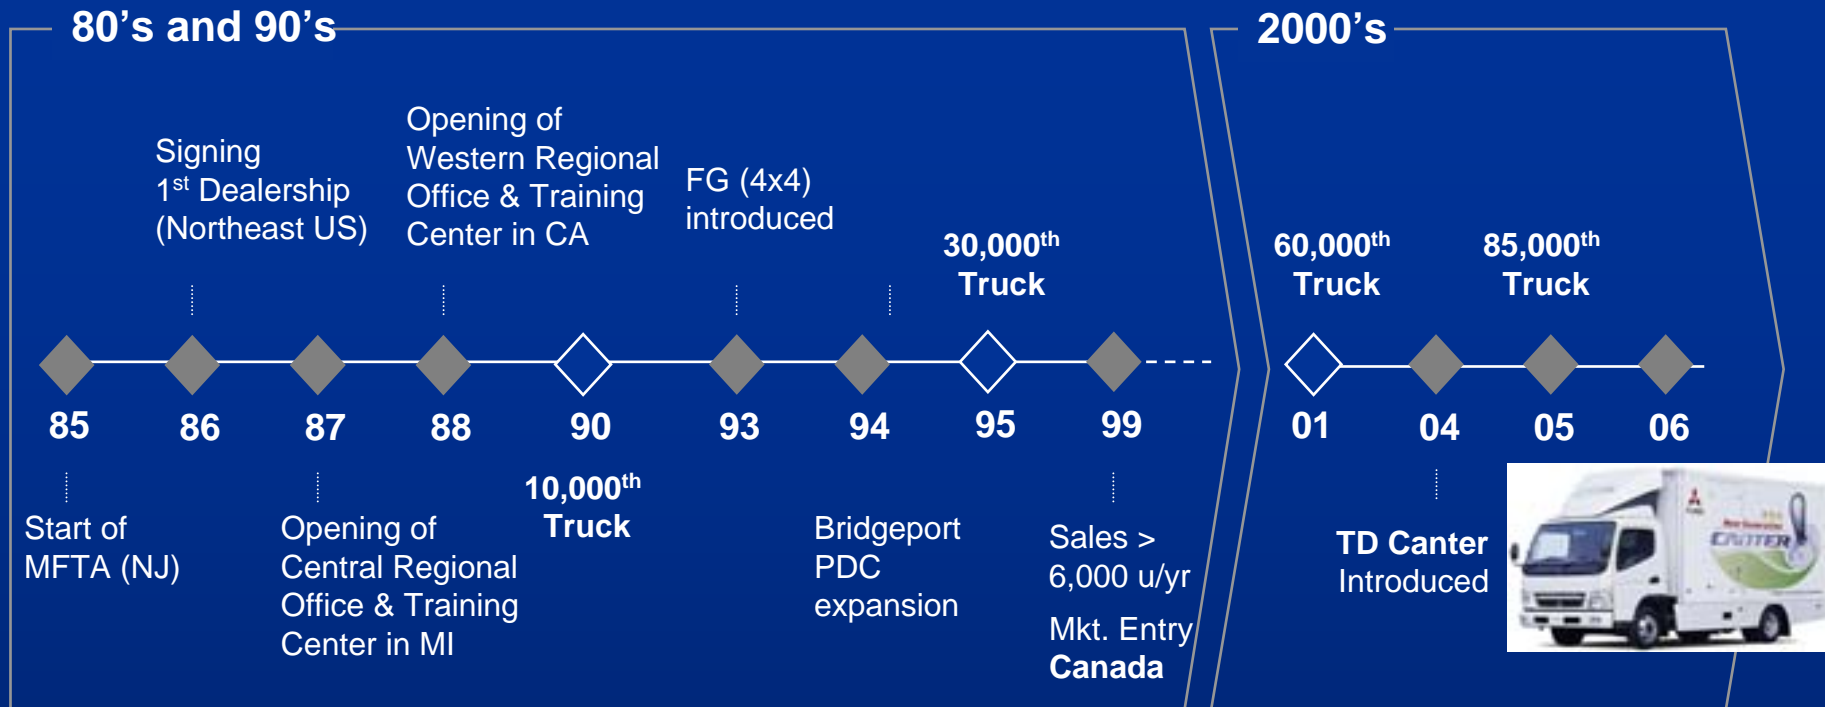 80’s and 90’s
2000’s
Signing
1st Dealership
(Northeast US)
Opening of
Western Regional
Office & Training
Center in CA
FG (4x4)
introduced
30,000th
Truck
60,000th
Truck
85,000th
Truck
85
86
87
88
90
93
94
95
99
01
04
05
06
Start of
MFTA (NJ)
Opening of
Central Regional
Office & Training
Center in MI
10,000th
Truck
Bridgeport
PDC
expansion
Sales >
6,000 u/yr
Mkt. Entry
Canada
TD Canter
Introduced
CANTER